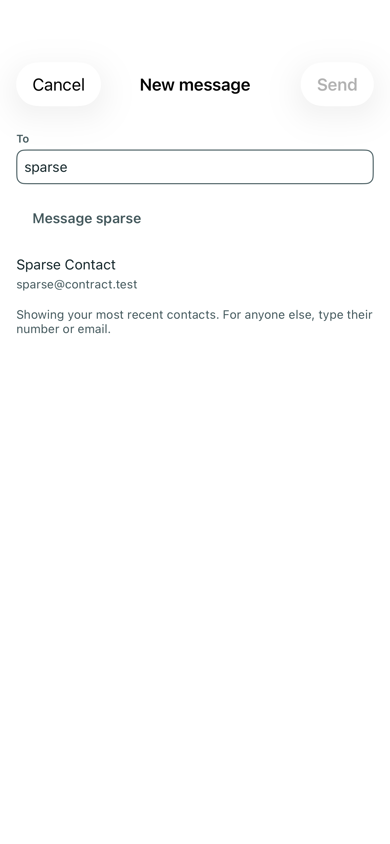 Cancel
New message
Send
To
sparse
Message sparse
Sparse Contact
sparse@contract.test
Showing your most recent contacts. For anyone else, type their
number or email.